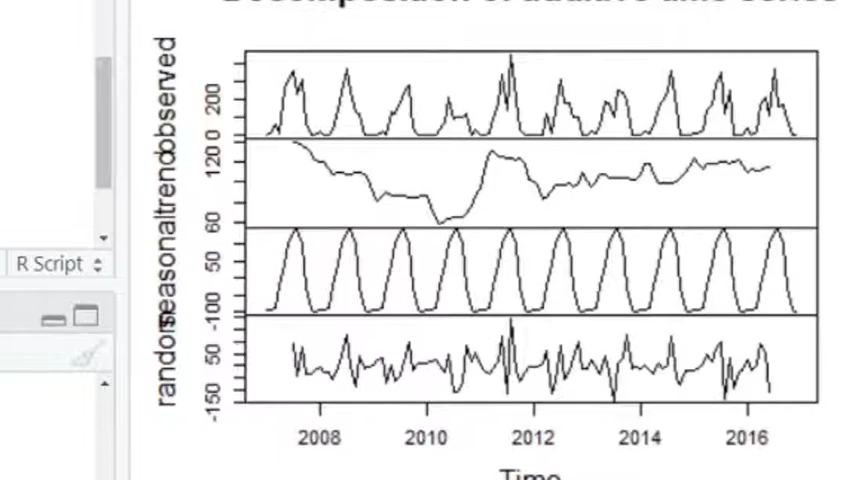 Decomposition of additive time series
observed
200
0
trend
120
60
seasonal
50
-100
random
50
-150
2008 2010 2012 2014 2016
Time
R Script